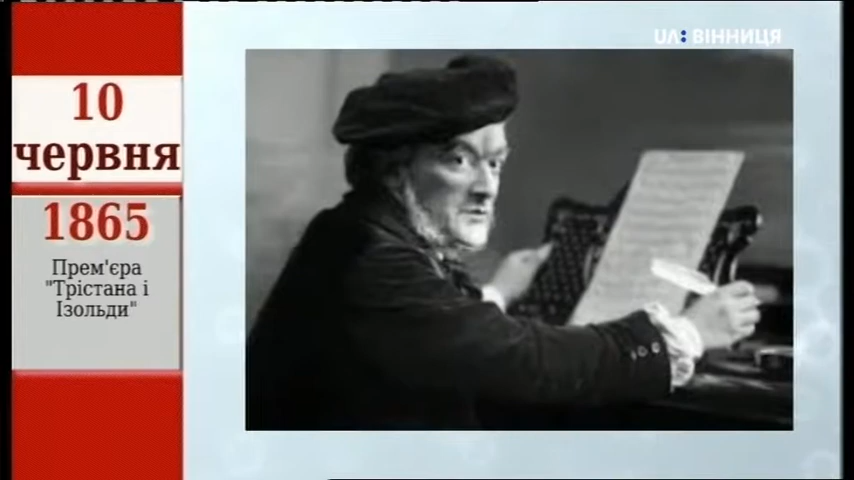 UA: ВІННИЦЯ
10
червня
1865
Прем'єра
"Трістана і
Ізольди"